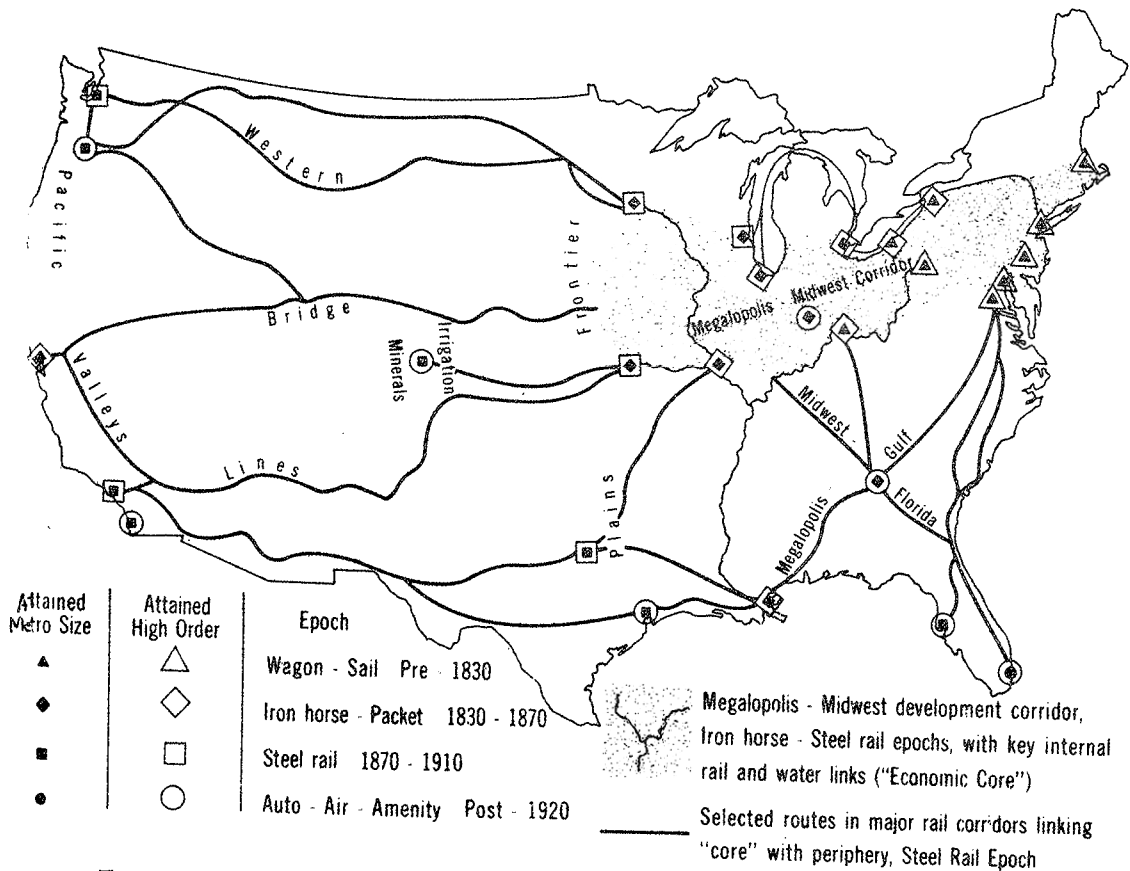 Western
Pacific
Frontier
Megalopolis - Midwest Corridor
Bridge
Irrigation
Minerals
Valleys
Midwest -
Gulf
Lines
Plains
Florida
Megalopolis
Attained
Metro Size
Attained
High Order
Epoch
Wagon - Sail Pre - 1830
Iron horse - Packet 1830 - 1870
Steel rail 1870 - 1910
Auto - Air - Amenity Post - 1920
Megalopolis - Midwest development corridor,
Iron horse - Steel rail epochs, with key internal
rail and water links ("Economic Core")
Selected routes in major rail corridors linking
"core" with periphery, Steel Rail Epoch